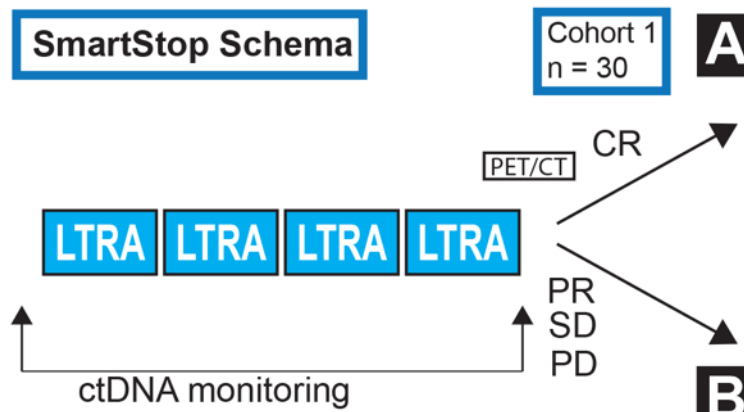 SmartStop Schema
Cohort 1
n = 30
A
CR
PET/CT
LTRA LTRA LTRA LTRA
PR
SD
PD
ctDNA monitoring
B